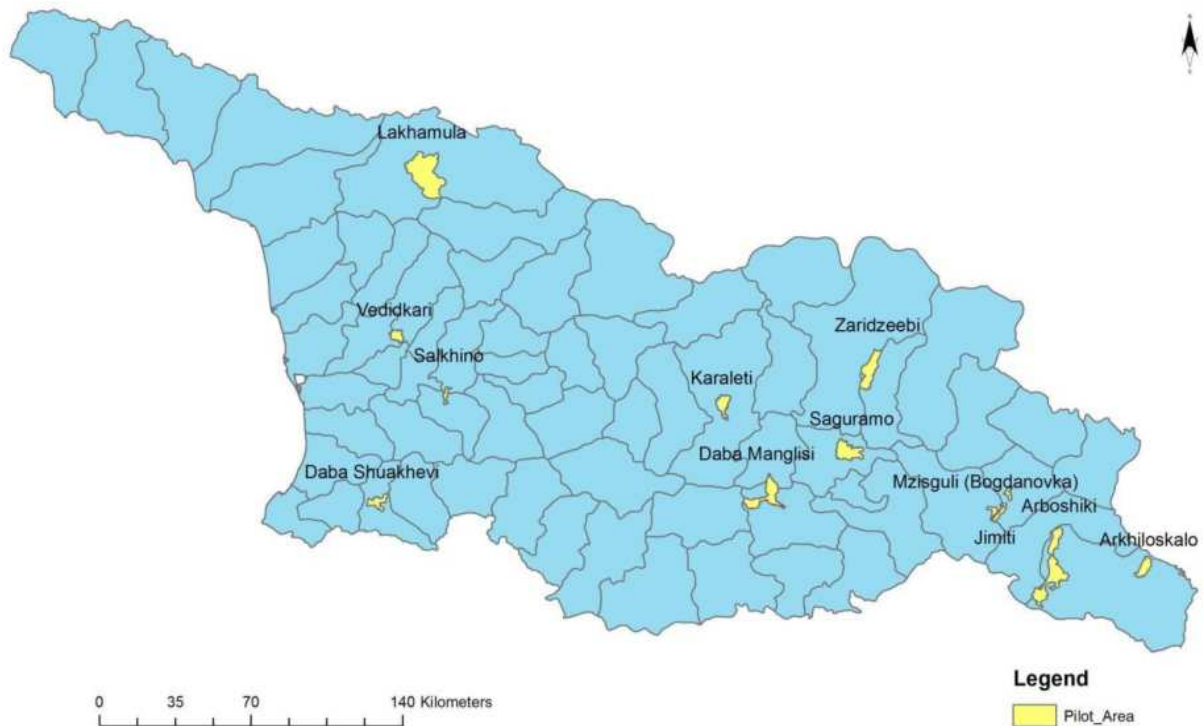 N
Lakhamula
Vedidkari
Salkhino
Zaridzeebi
Karaleti
Saguramo
Daba Manglisi
Daba Shuakhevi
Mzisguli (Bogdanovka)
Arboshiki
Jimiti
Arkhiloskalo
0 35 70 140 Kilometers
Legend
Pilot_Area